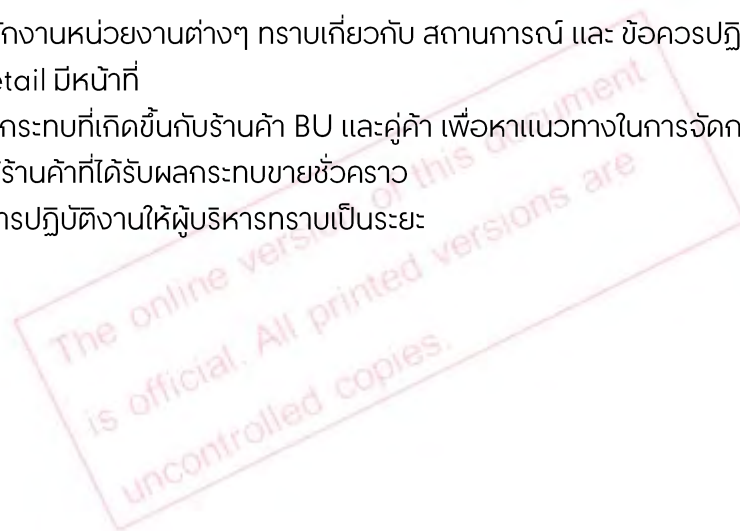 ักงานหน่วยงานต่างๆ ทราบเกี่ยวกับ สถานการณ์ และ ข้อควรปฏิ
etail มีหน้าที่
กระทบที่เกิดขึ้นกับร้านค้า BU และคู่ค้า เพื่อหาแนวทางในการจัดก
ร้านค้าที่ได้รับผลกระทบขายชั่วคราว
ารปฏิบัติงานให้ผู้บริหารทราบเป็นระยะ
The online version of this document
is official. All printed versions are
uncontrolled copies.